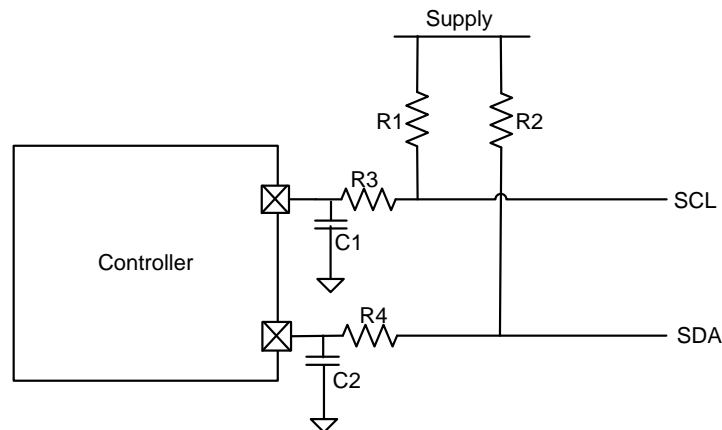 Supply
R1
R2
R3
SCL
C1
Controller
R4
SDA
C2